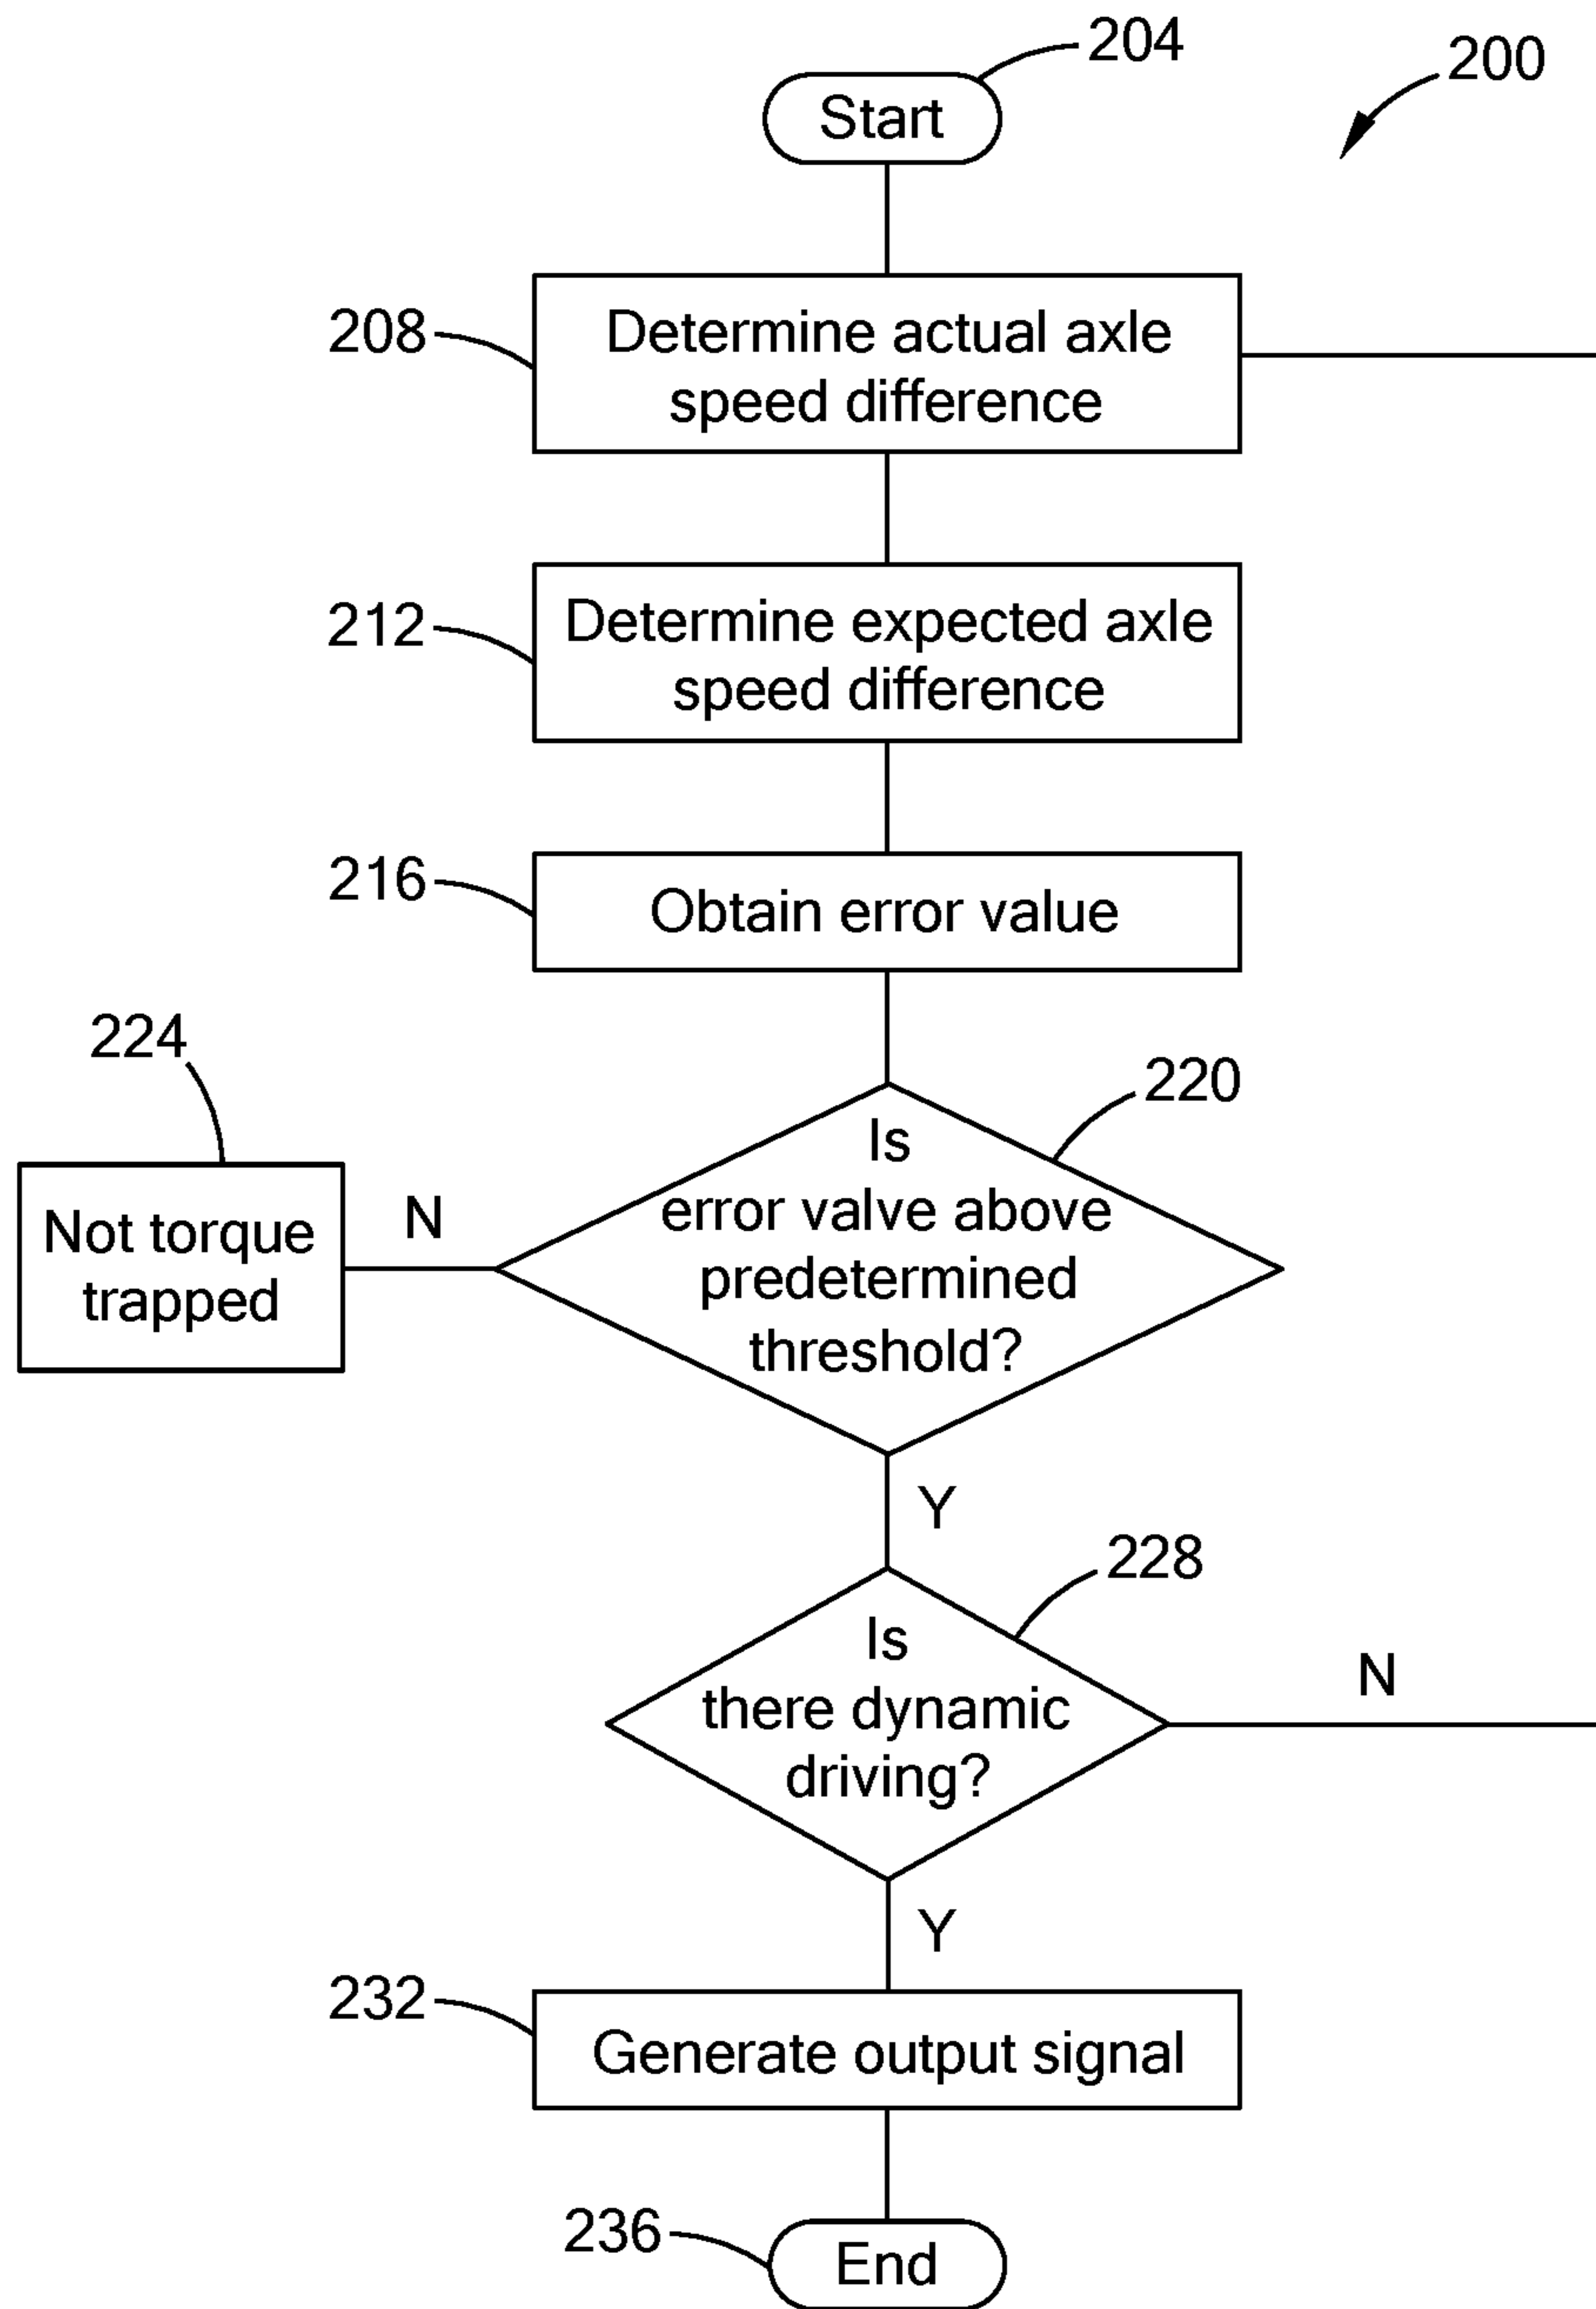 204
200
Start
208
Determine actual axle
speed difference
212
Determine expected axle
speed difference
216
Obtain error value
224
220
Is
error valve above
predetermined
threshold?
N
Not torque
trapped
Y
228
Is
there dynamic
driving?
N
Y
232
Generate output signal
236
End